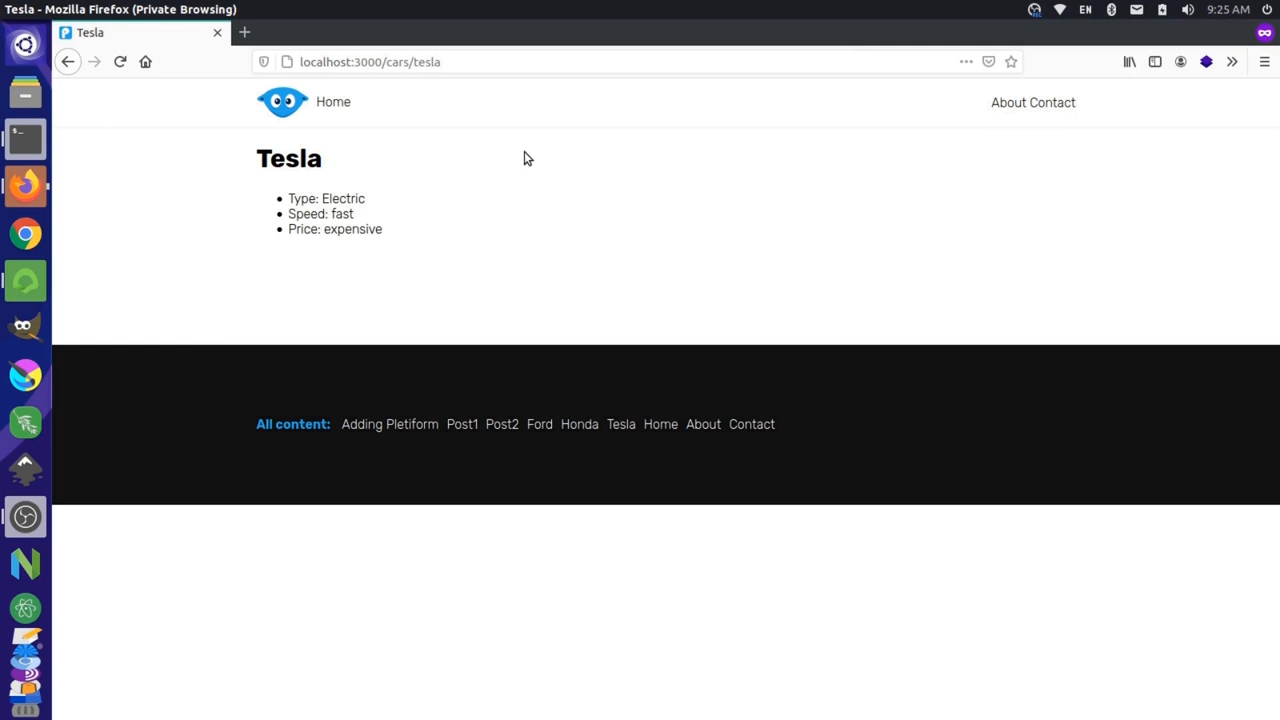 Tesla - Mozilla Firefox (Private Browsing)
EN
9:25 AM
Tesla
localhost:3000/cars/tesla
Home
About Contact
Tesla
Type: Electric
Speed: fast
Price: expensive
All content: Adding Pletiform Post1 Post2 Ford Honda Tesla Home About Contact